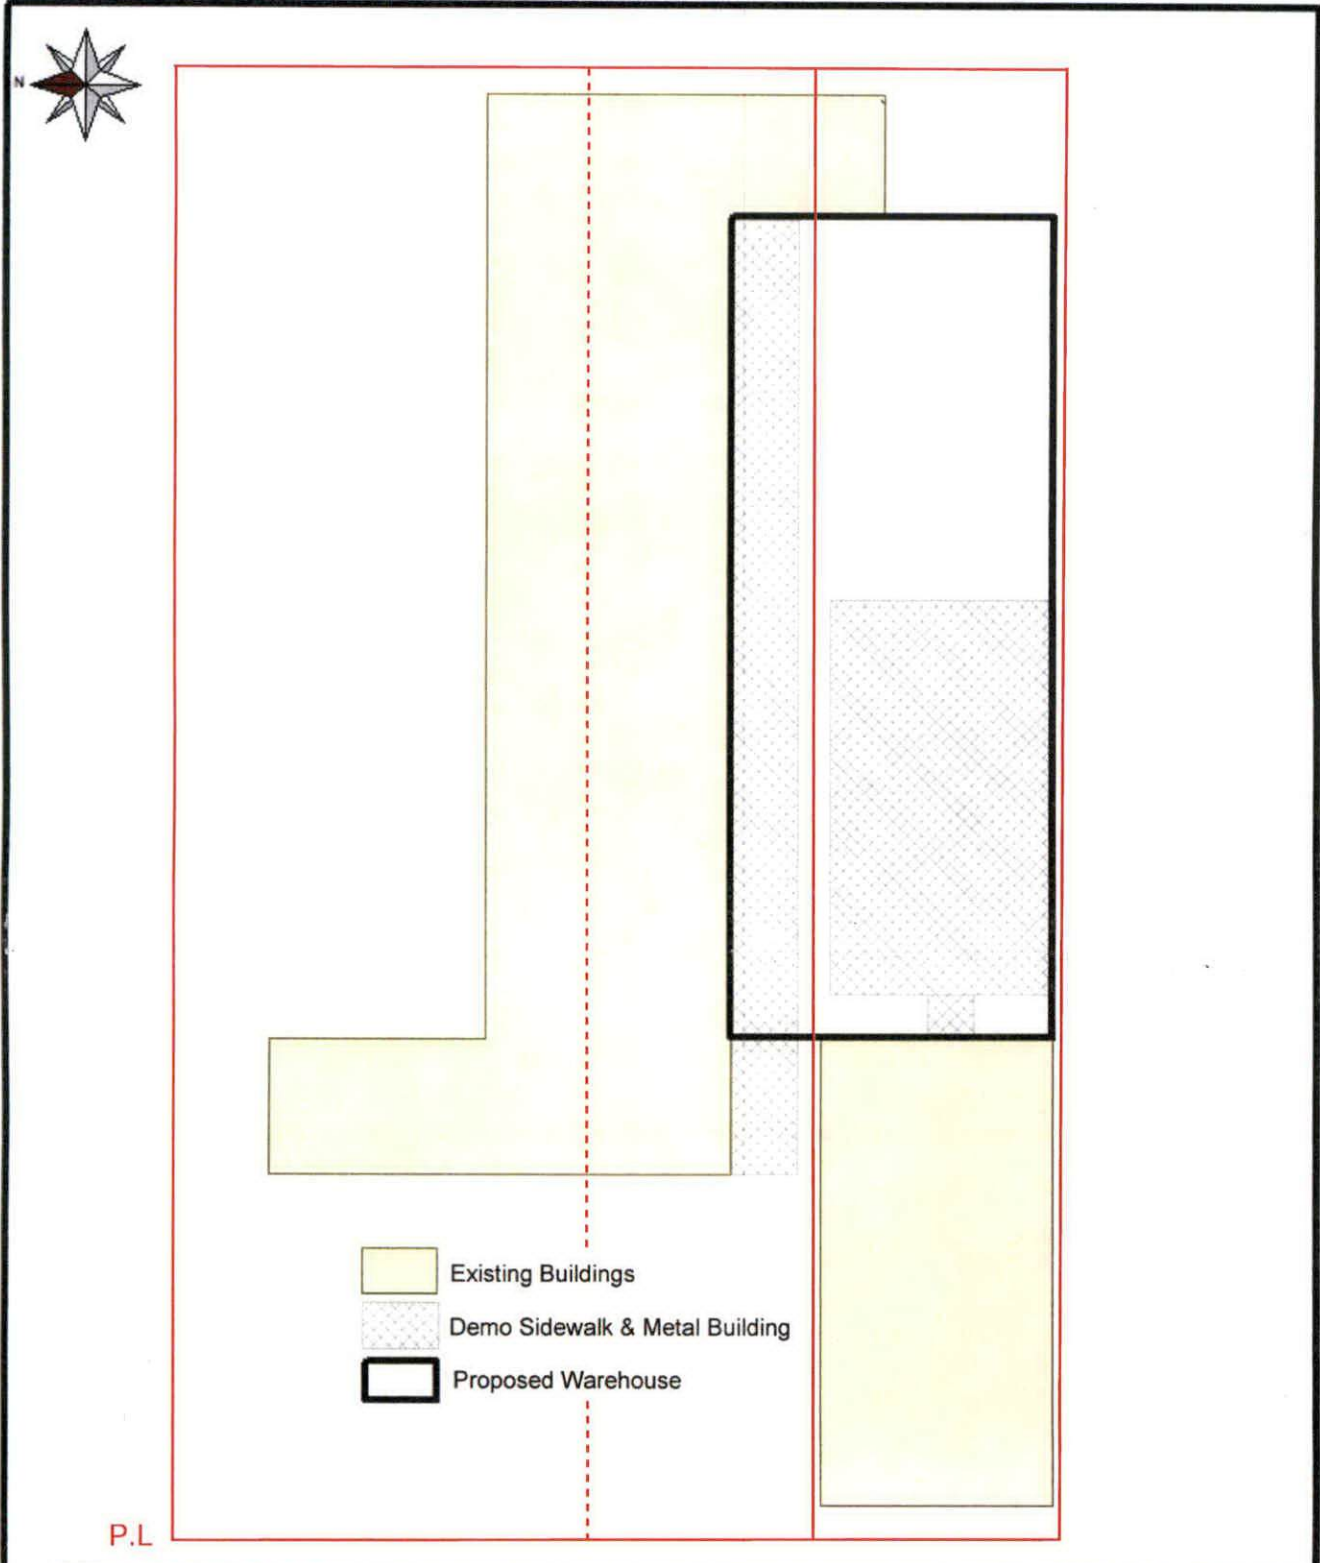 N
Existing Buildings
Demo Sidewalk & Metal Building
Proposed Warehouse
P.L